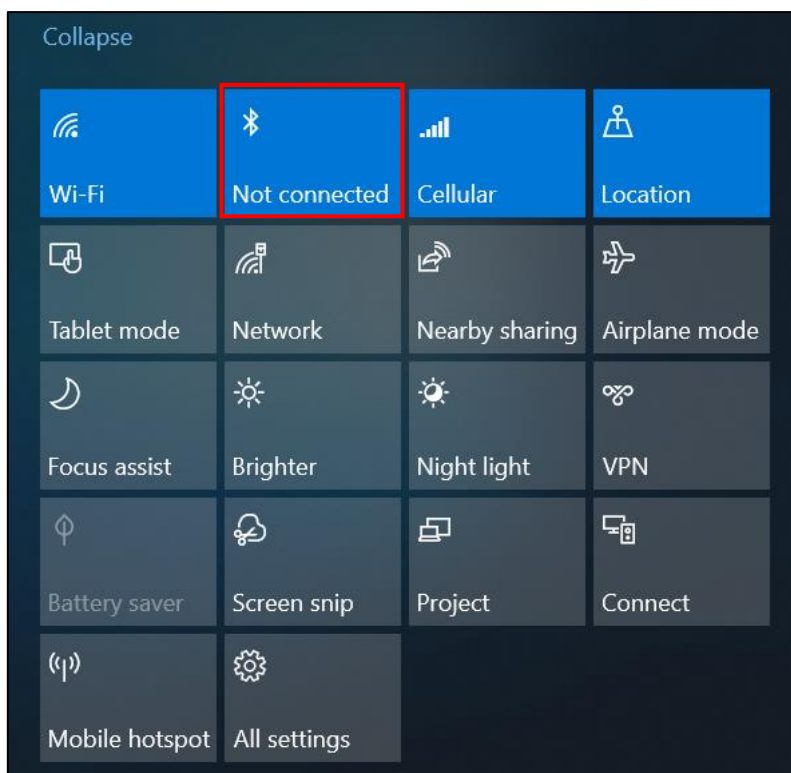 Collapse
Wi-Fi
Not connected
Cellular
Location
Tablet mode
Network
Nearby sharing
Airplane mode
Focus assist
Brighter
Night light
VPN
Battery saver
Screen snip
Project
Connect
Mobile hotspot
All settings